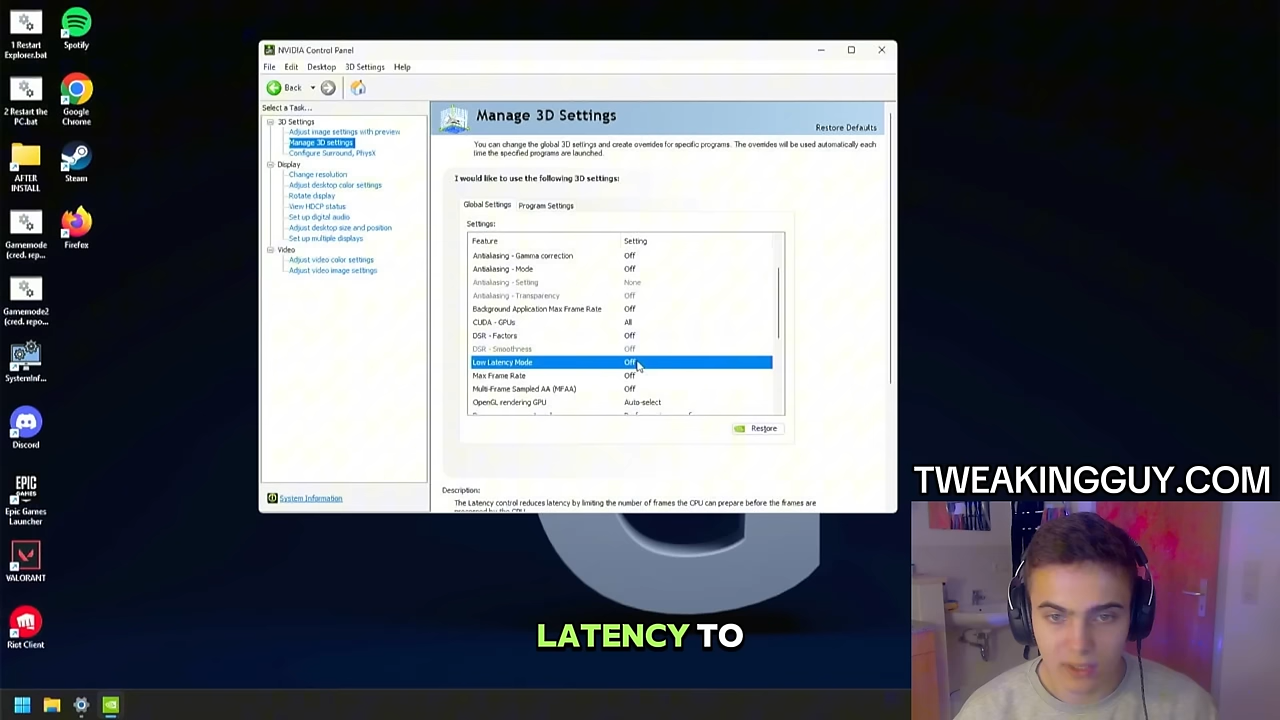 1 Restart
Explorer.bat
Spotify
2 Restart the
PC.bat
Google
Chrome
AFTER
INSTALL
Steam
Gamemode
(cred. repo...
Firefox
Gamemode2
(cred. repo...
SystemInf...
Discord
EPIC
GAMES
Epic Games
Launcher
VALORANT
Riot Client
NVIDIA Control Panel
File Edit Desktop 3D Settings Help
Back
Select a Task...
3D Settings
Adjust image settings with preview
Manage 3D settings
Configure Surround, PhysX
Display
Change resolution
Adjust desktop color settings
Rotate display
View HDCP status
Set up digital audio
Adjust desktop size and position
Set up multiple displays
Video
Adjust video color settings
Adjust video image settings
System Information
Manage 3D Settings
Restore Defaults
You can change the global 3D settings and create overrides for specific programs. The overrides will be used automatically each
time the specified programs are launched.
I would like to use the following 3D settings:
Global Settings Program Settings
Settings:
Feature Setting
Antialiasing - Gamma correction Off
Antialiasing - Mode Off
Antialiasing - Setting None
Antialiasing - Transparency Off
Background Application Max Frame Rate Off
CUDA - GPUs All
DSR - Factors Off
DSR - Smoothness Off
Low Latency Mode Off
Max Frame Rate Off
Multi-Frame Sampled AA (MFAA) Off
OpenGL rendering GPU Auto-select
Restore
Description:
The Latency control reduces latency by limiting the number of frames the CPU can prepare before the frames are
TWEAKINGGUY.COM
LATENCY TO